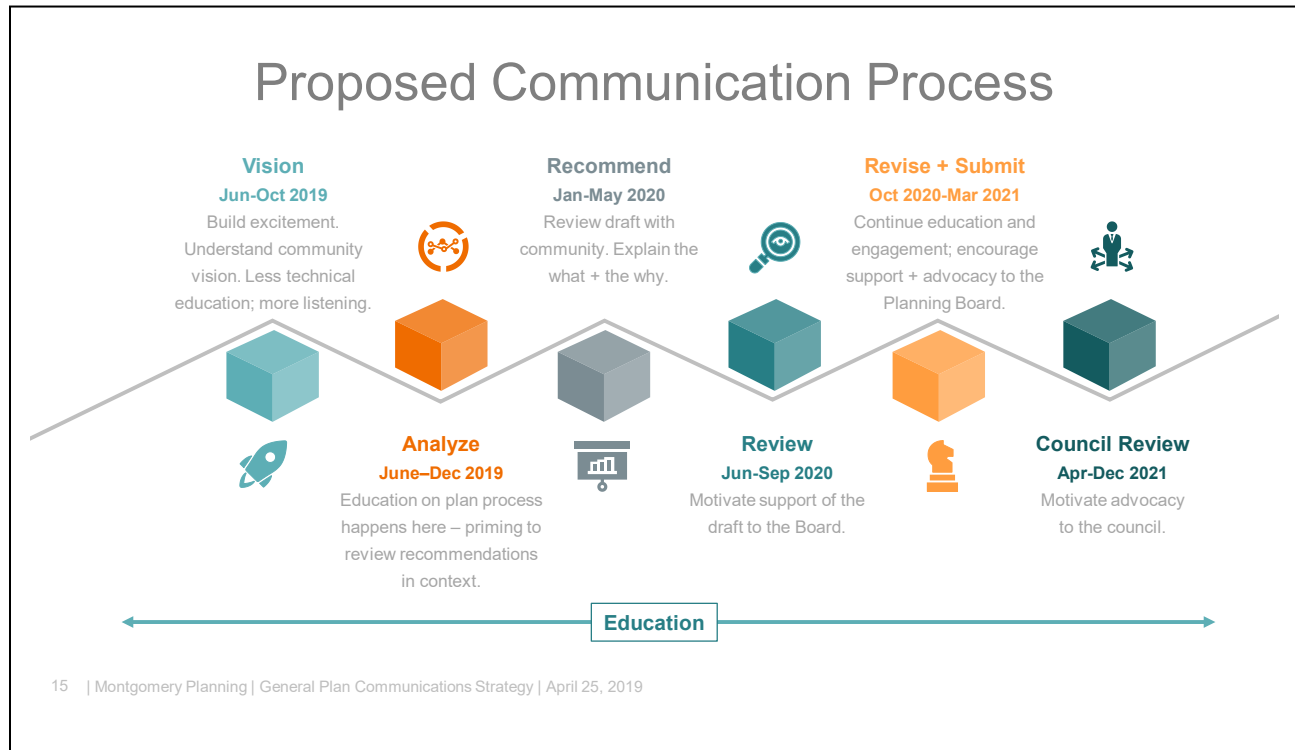 Proposed Communication Process
Vision
Jun-Oct 2019
Build excitement.
Understand community
vision. Less technical
education; more listening.
Analyze
June–Dec 2019
Education on plan process
happens here – priming to
review recommendations
in context.
Recommend
Jan-May 2020
Review draft with
community. Explain the
what + the why.
Review
Jun-Sep 2020
Motivate support of the
draft to the Board.
Revise + Submit
Oct 2020-Mar 2021
Continue education and
engagement; encourage
support + advocacy to the
Planning Board.
Council Review
Apr-Dec 2021
Motivate advocacy
to the council.
Education
15 | Montgomery Planning | General Plan Communications Strategy | April 25, 2019